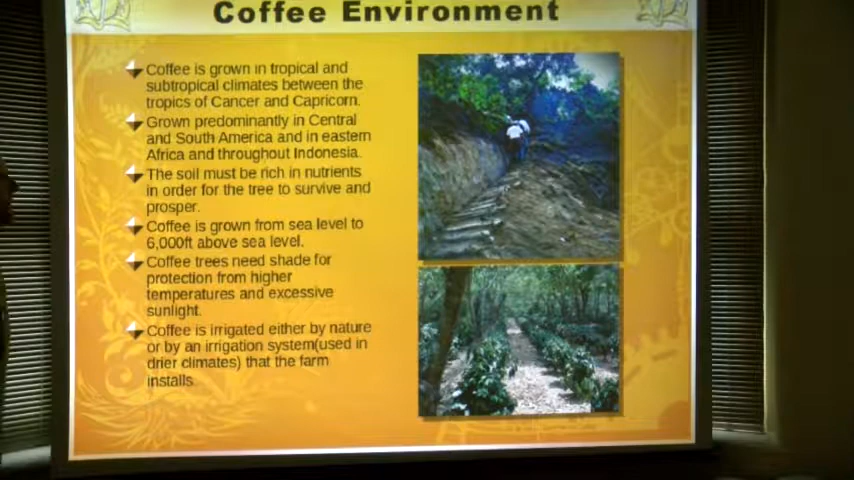 Coffee Environment
Coffee is grown in tropical and
subtropical climates between the
tropics of Cancer and Capricorn.
Grown predominantly in Central
and South America and in eastern
Africa and throughout Indonesia.
The soil must be rich in nutrients
in order for the tree to survive and
prosper.
Coffee is grown from sea level to
6,000ft above sea level.
Coffee trees need shade for
protection from higher
temperatures and excessive
sunlight.
Coffee is irrigated either by nature
or by an irrigation system(used in
drier climates) that the farm
installs.